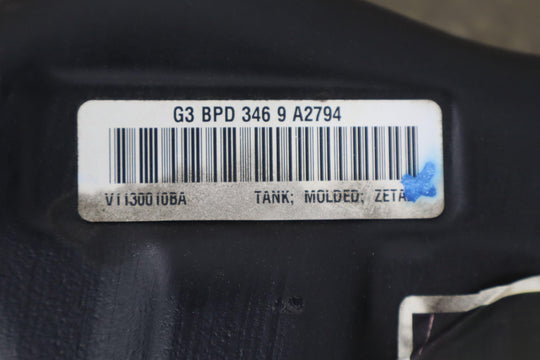 G3 BPD 346 9 A2794
V1130010BA TANK; MOLDED; ZETA